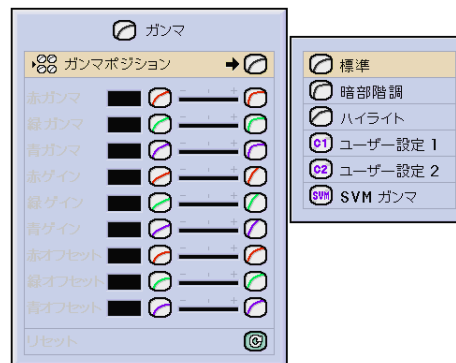 ガンマ
ガンマポジション
赤ガンマ
緑ガンマ
青ガンマ
赤ゲイン
緑ゲイン
青ゲイン
赤オフセット
緑オフセット
青オフセット
リセット
標準
暗部階調
ハイライト
C1 ユーザー設定 1
C2 ユーザー設定 2
SVM SVM ガンマ